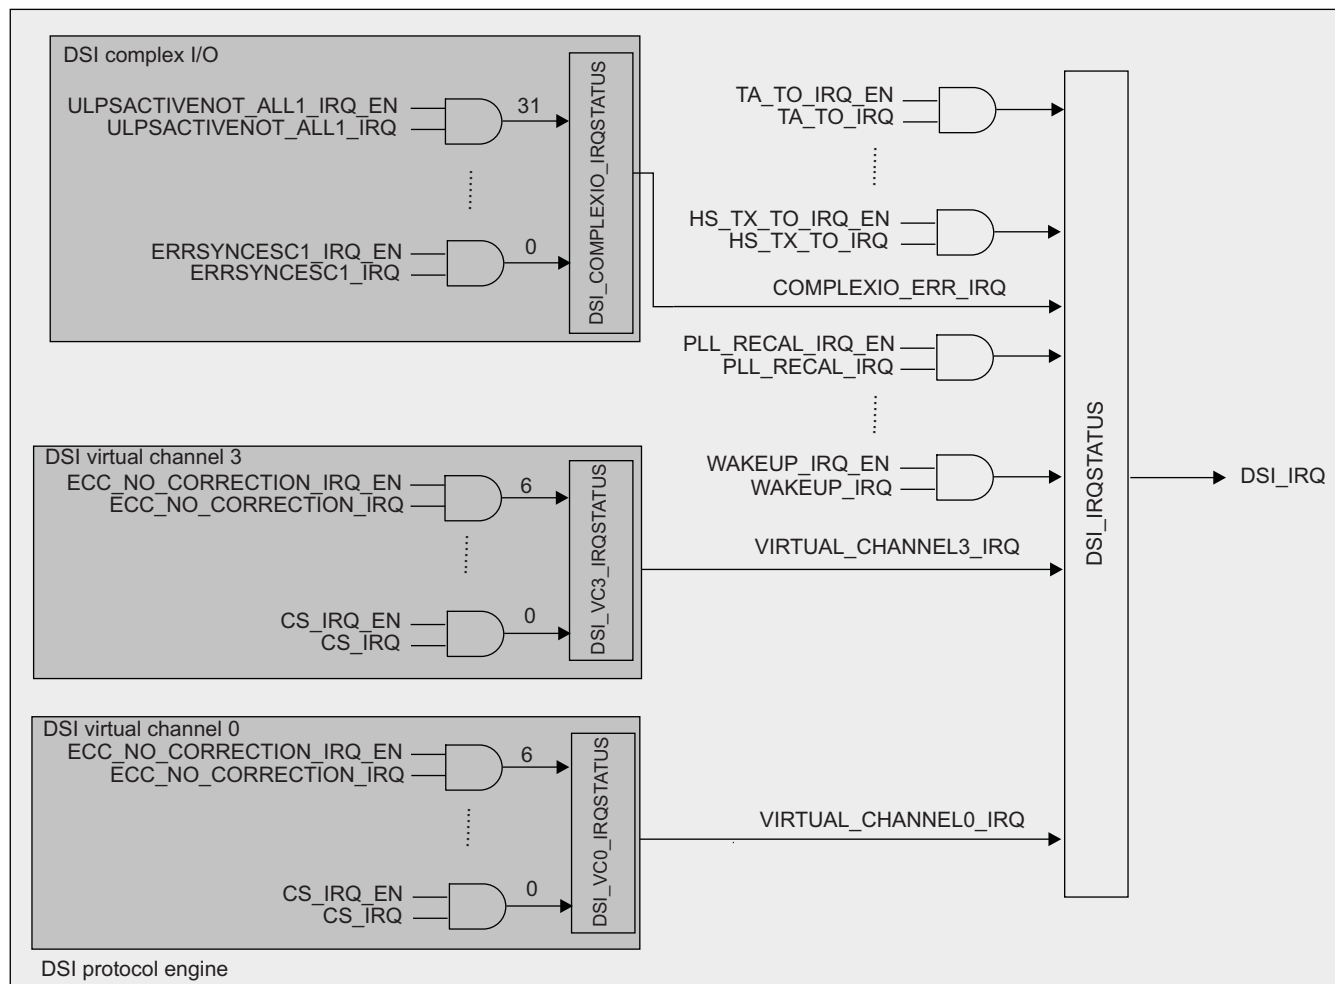 DSI complex I/O
ULPSACTIVENOT_ALL1_IRQ_EN
ULPSACTIVENOT_ALL1_IRQ
31
ERRSYNCESC1_IRQ_EN
ERRSYNCESC1_IRQ
0
DSI_COMPLEXIO_IRQSTATUS
TA_TO_IRQ_EN
TA_TO_IRQ
HS_TX_TO_IRQ_EN
HS_TX_TO_IRQ
COMPLEXIO_ERR_IRQ
PLL_RECAL_IRQ_EN
PLL_RECAL_IRQ
WAKEUP_IRQ_EN
WAKEUP_IRQ
DSI virtual channel 3
ECC_NO_CORRECTION_IRQ_EN
ECC_NO_CORRECTION_IRQ
6
CS_IRQ_EN
CS_IRQ
0
DSI_VC3_IRQSTATUS
VIRTUAL_CHANNEL3_IRQ
DSI virtual channel 0
ECC_NO_CORRECTION_IRQ_EN
ECC_NO_CORRECTION_IRQ
6
CS_IRQ_EN
CS_IRQ
0
DSI_VC0_IRQSTATUS
VIRTUAL_CHANNEL0_IRQ
DSI_IRQSTATUS
DSI_IRQ
DSI protocol engine